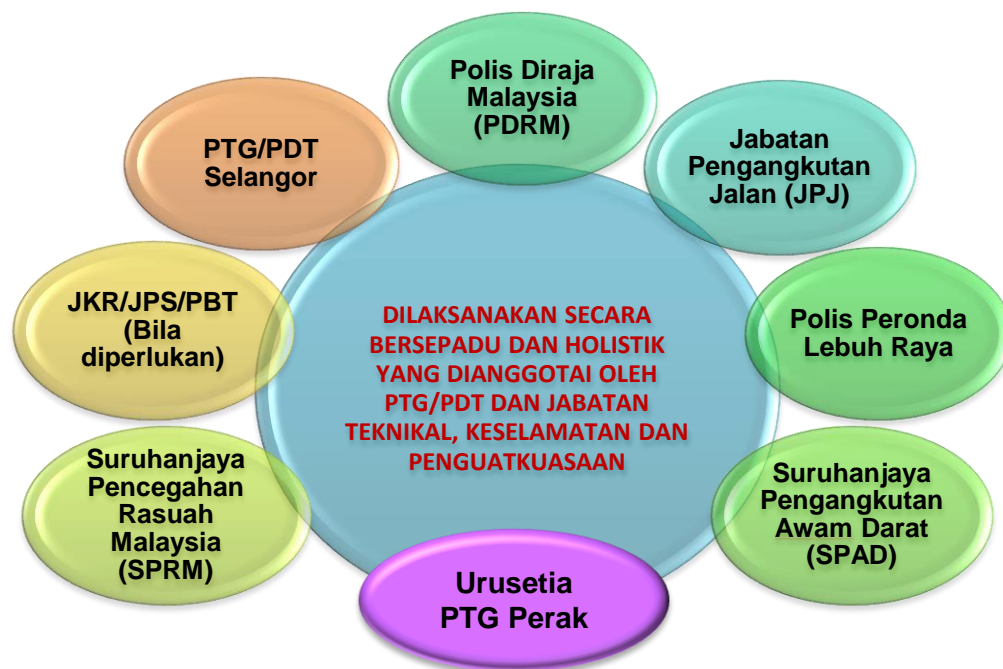 Polis Diraja
Malaysia
(PDRM)
Jabatan
Pengangkutan
Jalan (JPJ)
Polis Peronda
Lebuh Raya
Suruhanjaya
Pengangkutan
Awam Darat
(SPAD)
Urusetia
PTG Perak
Suruhanjaya
Pencegahan
Rasuah
Malaysia
(SPRM)
JKR/JPS/PBT
(Bila
diperlukan)
PTG/PDT
Selangor
DILAKSANAKAN SECARA
BERSEPADU DAN HOLISTIK
YANG DIANGGOTAI OLEH
PTG/PDT DAN JABATAN
TEKNIKAL, KESELAMATAN DAN
PENGUATKUASAAN